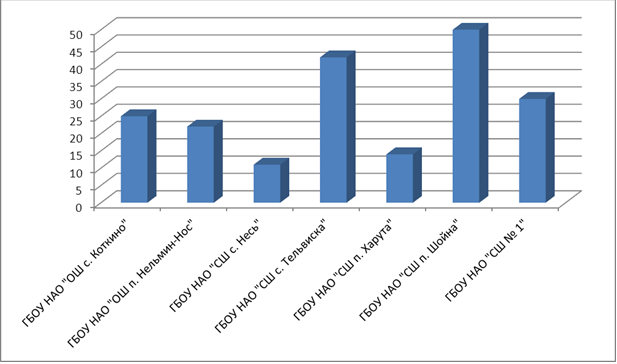 50
45
40
35
30
25
20
15
10
5
0
ГБОУ НАО "ОШ с. Коткино"
ГБОУ НАО "ОШ п. Нельмин-Нос"
ГБОУ НАО "СШ с. Несь"
ГБОУ НАО "СШ с. Тельвиска"
ГБОУ НАО "СШ п. Харута"
ГБОУ НАО "СШ п. Шойна"
ГБОУ НАО "СШ № 1"